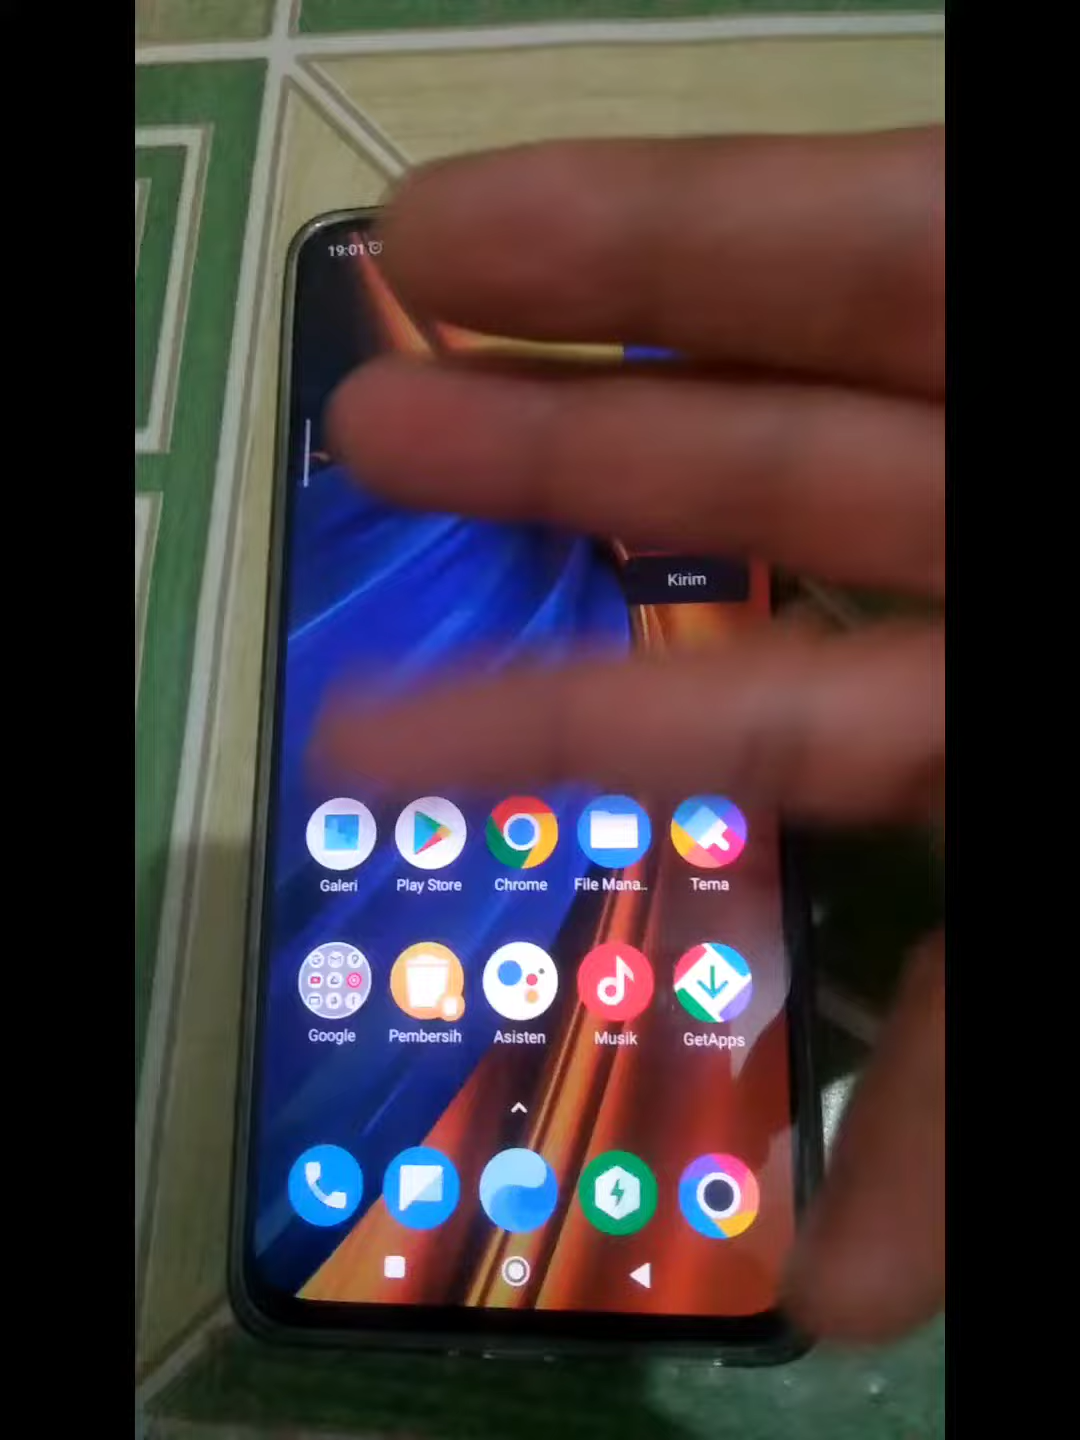 19:01
Kirim
Galeri Play Store Chrome File Mana.. Tema
Google Pembersih Asisten Musik GetApps